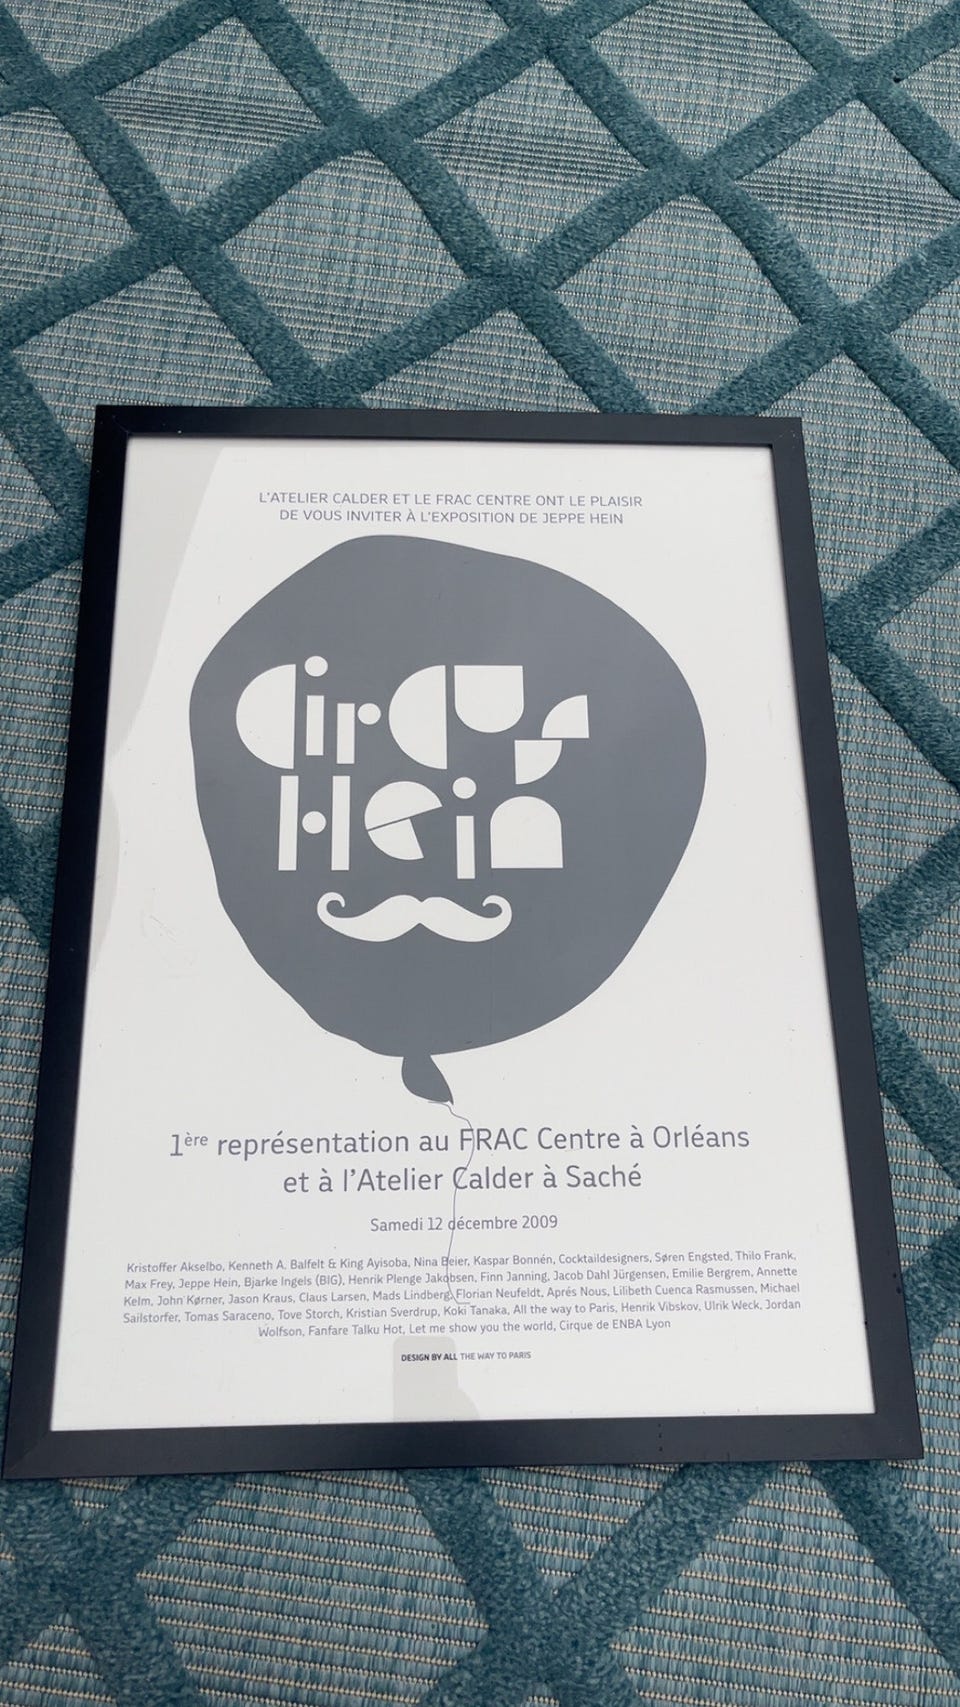 L'ATELIER CALDER ET LE FRAC CENTRE ONT LE PLAISIR
DE VOUS INVITER À L'EXPOSITION DE JEPPE HEIN
Circus
Hein
1ère représentation au FRAC Centre à Orléans
et à l'Atelier Calder à Saché
Samedi 12 décembre 2009
Kristoffer Akselbo, Kenneth A. Balfelt & King Ayisoba, Nina Beier, Kaspar Bonnén, Cocktaildesigners, Søren Engsted, Thilo Frank,
Max Frey, Jeppe Hein, Bjarke Ingels (BIG), Henrik Plenge Jakobsen, Finn Janning, Jacob Dahl Jürgensen, Emilie Bergrem, Annette
Kelm, John Kørner, Jason Kraus, Claus Larsen, Mads Lindberg, Florian Neufeldt, Aprés Nous, Lilibeth Cuenca Rasmussen, Michael
Sailstorfer, Tomas Saraceno, Tove Storch, Kristian Sverdrup, Koki Tanaka, All the way to Paris, Henrik Vibskov, Ulrik Weck, Jordan
Wolfson, Fanfare Talku Hot, Let me show you the world, Cirque de ENBA Lyon
DESIGN BY ALL THE WAY TO PARIS